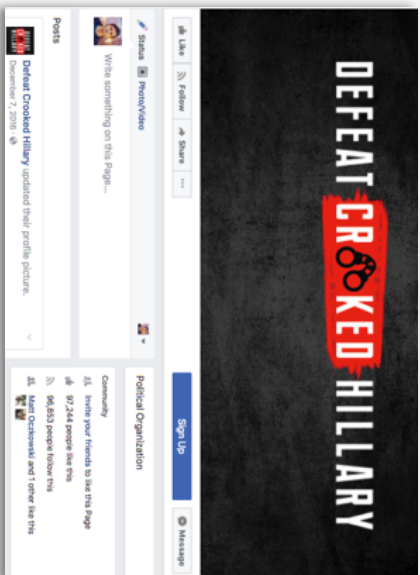 DEFEAT CROOKED HILLARY
Like Follow Share ...
Sign Up
Message
Status Photo/Video
Write something on this Page...
Posts
Defeat Crooked Hillary updated their profile picture.
December 7, 2016
Political Organization
Community
Invite your friends to like this Page
97,244 people like this
96,853 people follow this
Matt Oczkowski and 1 other like this